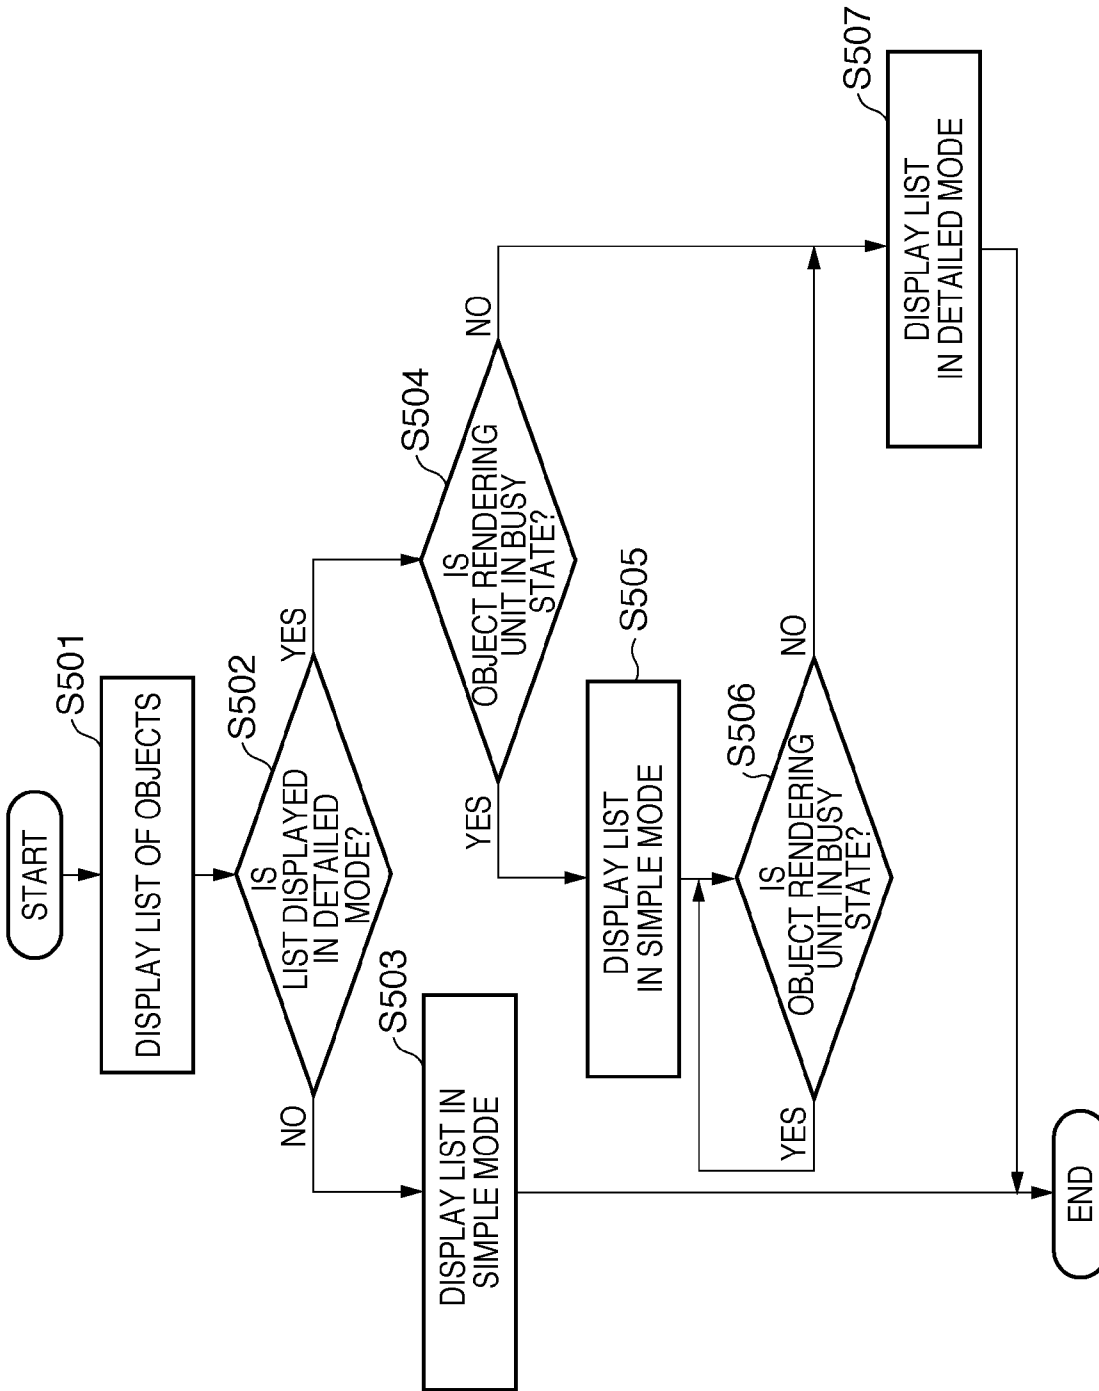 START
S501
DISPLAY LIST OF OBJECTS
S502
IS
LIST DISPLAYED
IN DETAILED
MODE?
NO
YES
S503
DISPLAY LIST IN
SIMPLE MODE
S504
IS
OBJECT RENDERING
UNIT IN BUSY
STATE?
YES
NO
S505
DISPLAY LIST
IN SIMPLE MODE
S506
IS
OBJECT RENDERING
UNIT IN BUSY
STATE?
YES
NO
S507
DISPLAY LIST
IN DETAILED MODE
END